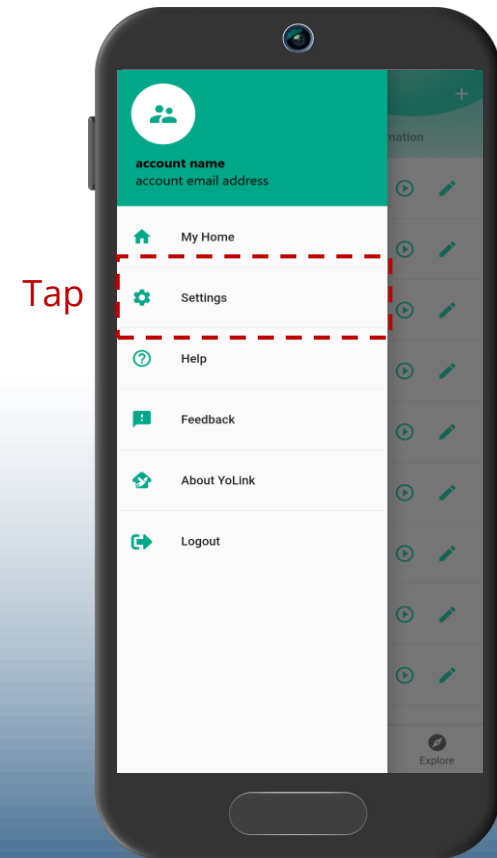 account name
account email address
mation
My Home
Tap
Settings
Help
Feedback
About YoLink
Logout
Explore